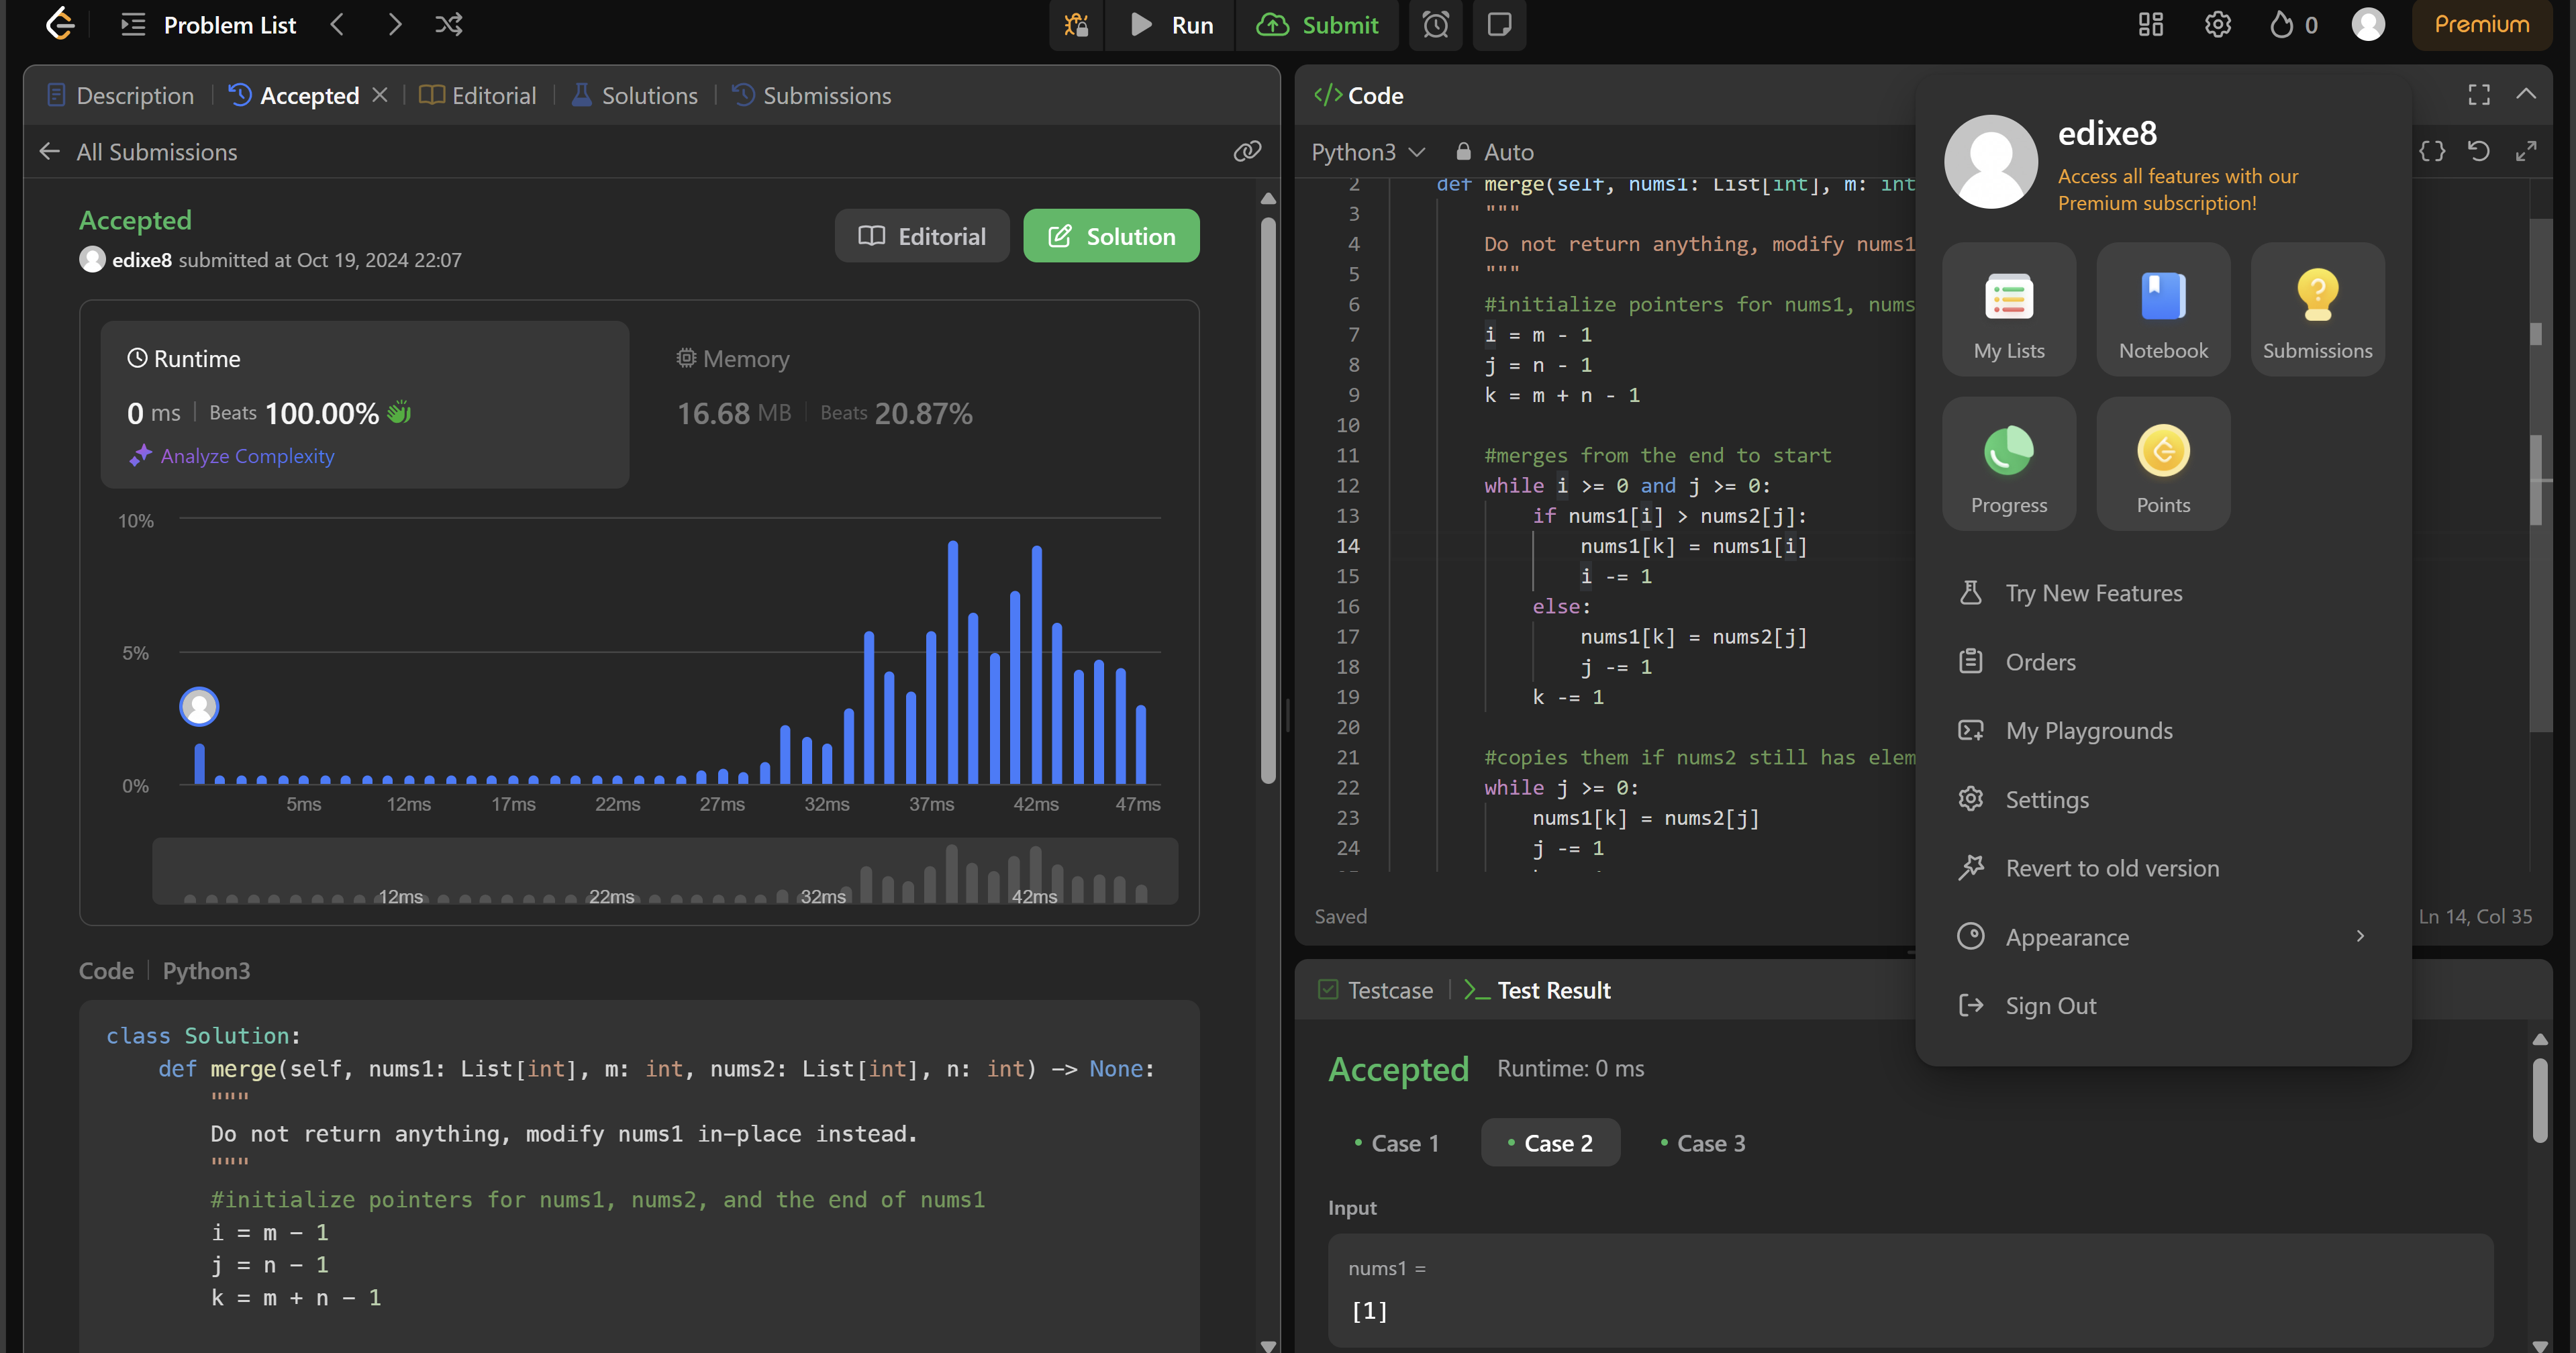 Problem List
Run
Submit
0
Premium
Description
Accepted
Editorial
Solutions
Submissions
All Submissions
Accepted
edixe8 submitted at Oct 19, 2024 22:07
Editorial
Solution
Runtime
0 ms | Beats 100.00%
Analyze Complexity
Memory
16.68 MB | Beats 20.87%
10%
5%
0%
5ms 12ms 17ms 22ms 27ms 32ms 37ms 42ms 47ms
12ms 22ms 32ms 42ms
Code | Python3
class Solution:
def merge(self, nums1: List[int], m: int, nums2: List[int], n: int) -> None:
"""
Do not return anything, modify nums1 in-place instead.
"""
#initialize pointers for nums1, nums2, and the end of nums1
i = m - 1
j = n - 1
k = m + n - 1
Code
Python3
Auto
2 def merge(self, nums1: List[int], m: int
3 """
4 Do not return anything, modify nums1
5 """
6 #initialize pointers for nums1, nums
7 i = m - 1
8 j = n - 1
9 k = m + n - 1
10
11 #merges from the end to start
12 while i >= 0 and j >= 0:
13 if nums1[i] > nums2[j]:
14 nums1[k] = nums1[i]
15 i -= 1
16 else:
17 nums1[k] = nums2[j]
18 j -= 1
19 k -= 1
20
21 #copies them if nums2 still has elem
22 while j >= 0:
23 nums1[k] = nums2[j]
24 j -= 1
Saved
Ln 14, Col 35
edixe8
Access all features with our
Premium subscription!
My Lists
Notebook
Submissions
Progress
Points
Try New Features
Orders
My Playgrounds
Settings
Revert to old version
Appearance
Sign Out
Testcase
Test Result
Accepted
Runtime: 0 ms
Case 1
Case 2
Case 3
Input
nums1 =
[1]